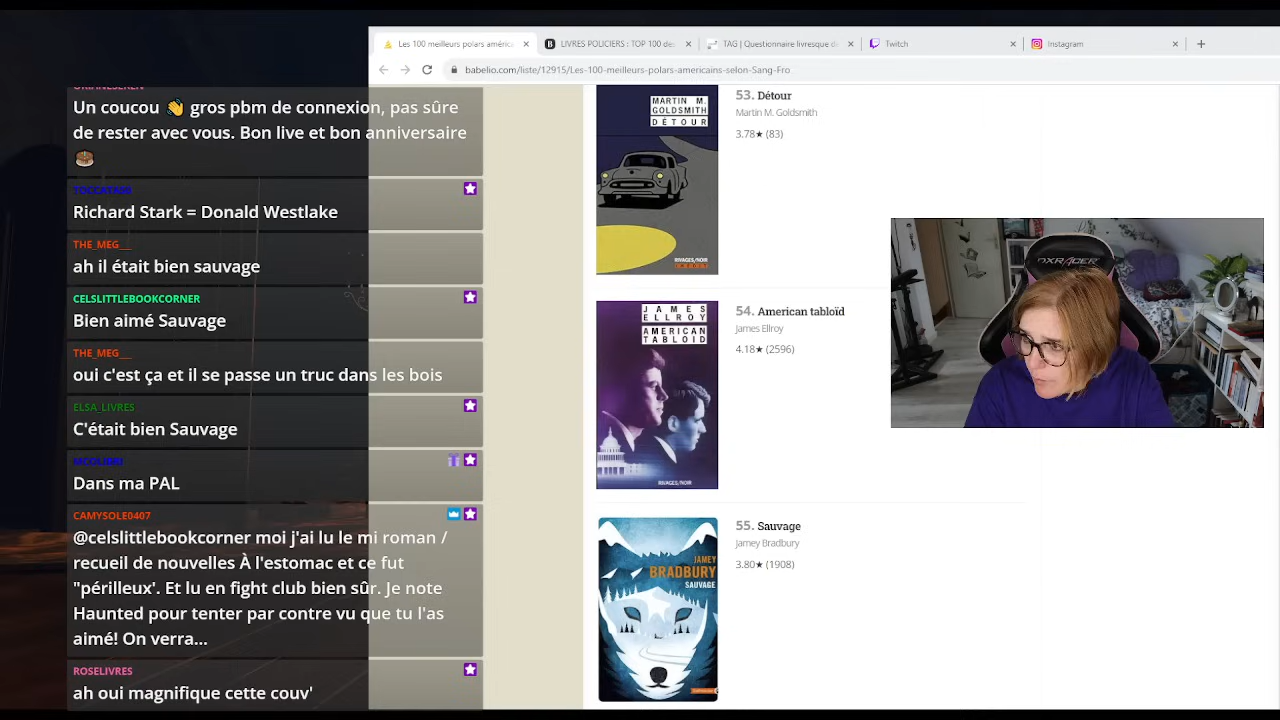 Les 100 meilleurs polars améric
LIVRES POLICIERS : TOP 100 des
TAG | Questionnaire livresque d
Twitch
Instagram
babelio.com/liste/12915/Les-100-meilleurs-polars-americains-selon-Sang-Fro
Un coucou 👋 gros pbm de connexion, pas sûre
de rester avec vous. Bon live et bon anniversaire
🎂
Richard Stark = Donald Westlake
THE_MEG__
ah il était bien sauvage
CELSLITTLEBOOKCORNER
Bien aimé Sauvage
THE_MEG__
oui c'est ça et il se passe un truc dans les bois
ELSA_LIVRES
C'était bien Sauvage
Dans ma PAL
CAMYSOLE0407
@celslittlebookcorner moi j'ai lu le mi roman /
recueil de nouvelles À l'estomac et ce fut
"périlleux'. Et lu en fight club bien sûr. Je note
Haunted pour tenter par contre vu que tu l'as
aimé! On verra...
ROSELIVRES
ah oui magnifique cette couv'
MARTIN M.
GOLDSMITH
DÉTOUR
RIVAGES/NOIR
53. Détour
Martin M. Goldsmith
3.78★ (83)
JAMES
ELLROY
AMERICAN
TABLOID
RIVAGES/NOIR
54. American tabloïd
James Ellroy
4.18★ (2596)
JAMEY
BRADBURY
SAUVAGE
55. Sauvage
Jamey Bradbury
3.80★ (1908)
DXRACER